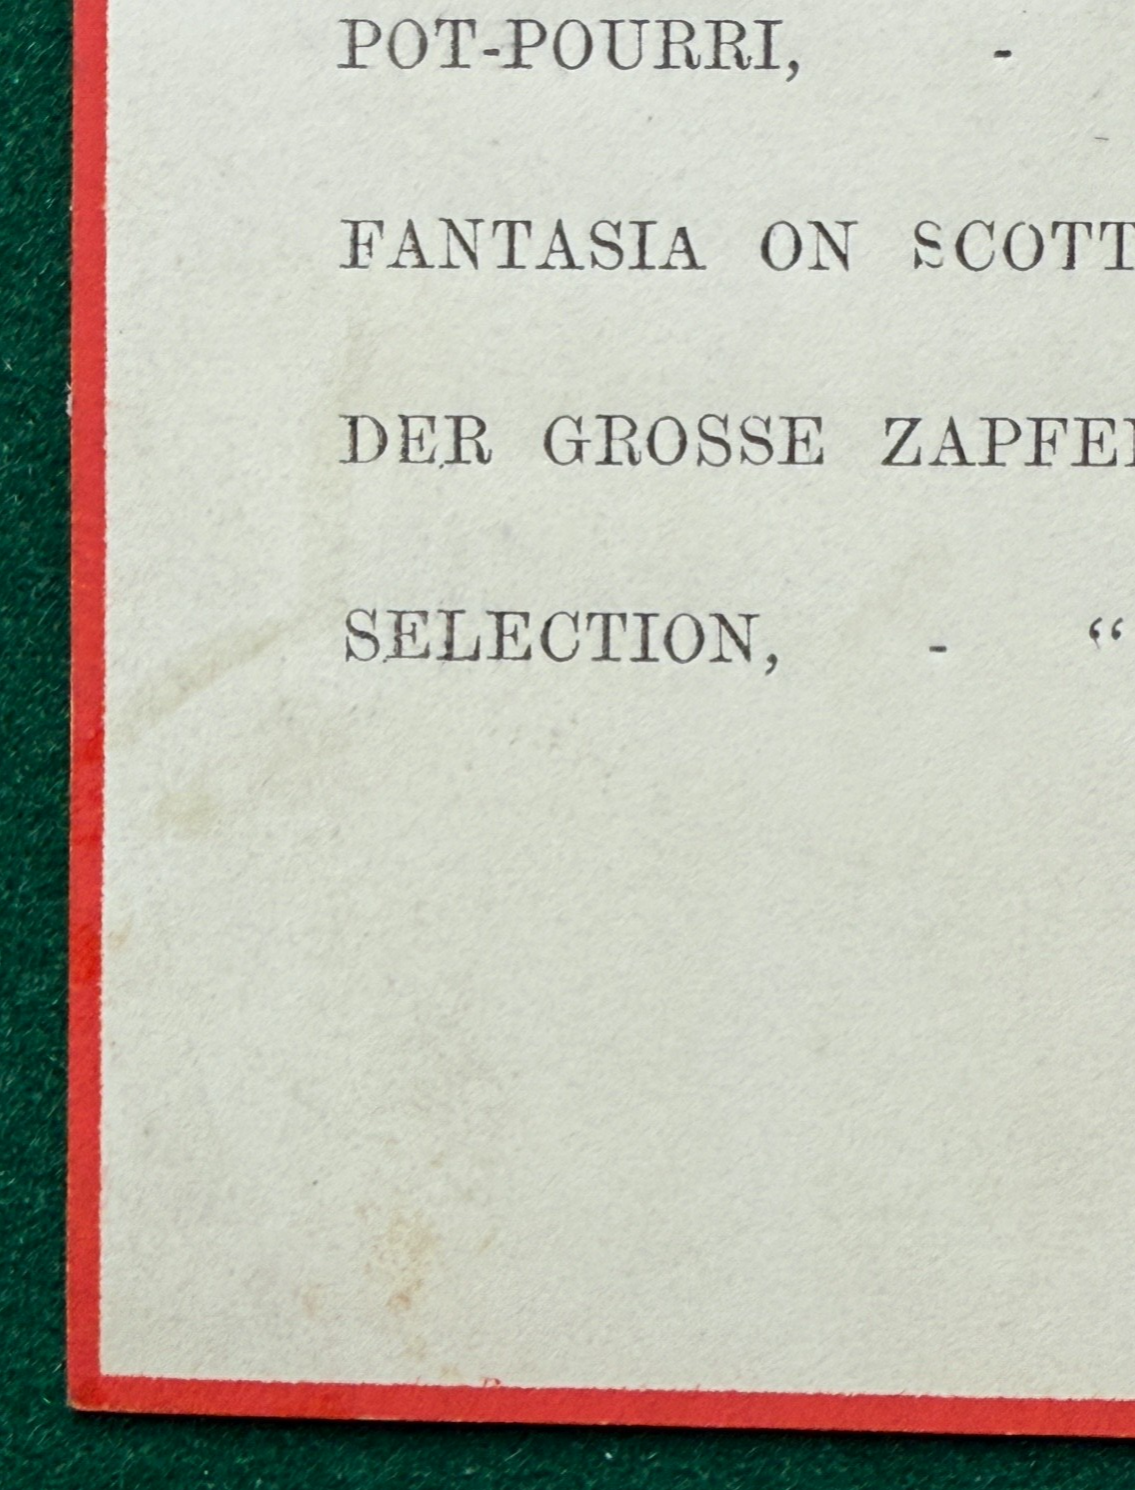 POT-POURRI, -
FANTASIA ON SCOTT
DER GROSSE ZAPFE
SELECTION, - “